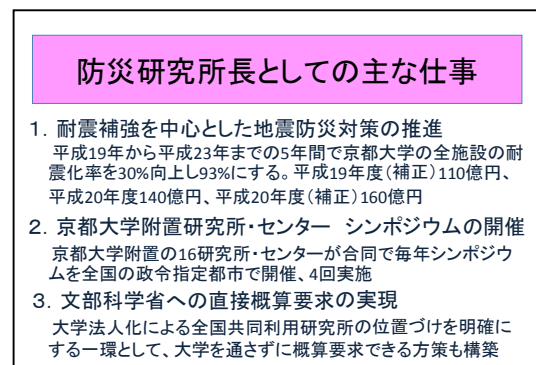 防災研究所長としての主な仕事
1. 耐震補強を中心とした地震防災対策の推進
平成19年から平成23年までの5年間で京都大学の全施設の耐
震化率を30%向上し93%にする。平成19年度(補正)110億円、
平成20年度140億円、平成20年度(補正)160億円
2. 京都大学附置研究所・センター シンポジウムの開催
京都大学附置の16研究所・センターが合同で毎年シンポジウ
ムを全国の政令指定都市で開催、4回実施
3. 文部科学省への直接概算要求の実現
大学法人化による全国共同利用研究所の位置づけを明確に
する一環として、大学を通さずに概算要求できる方策も構築